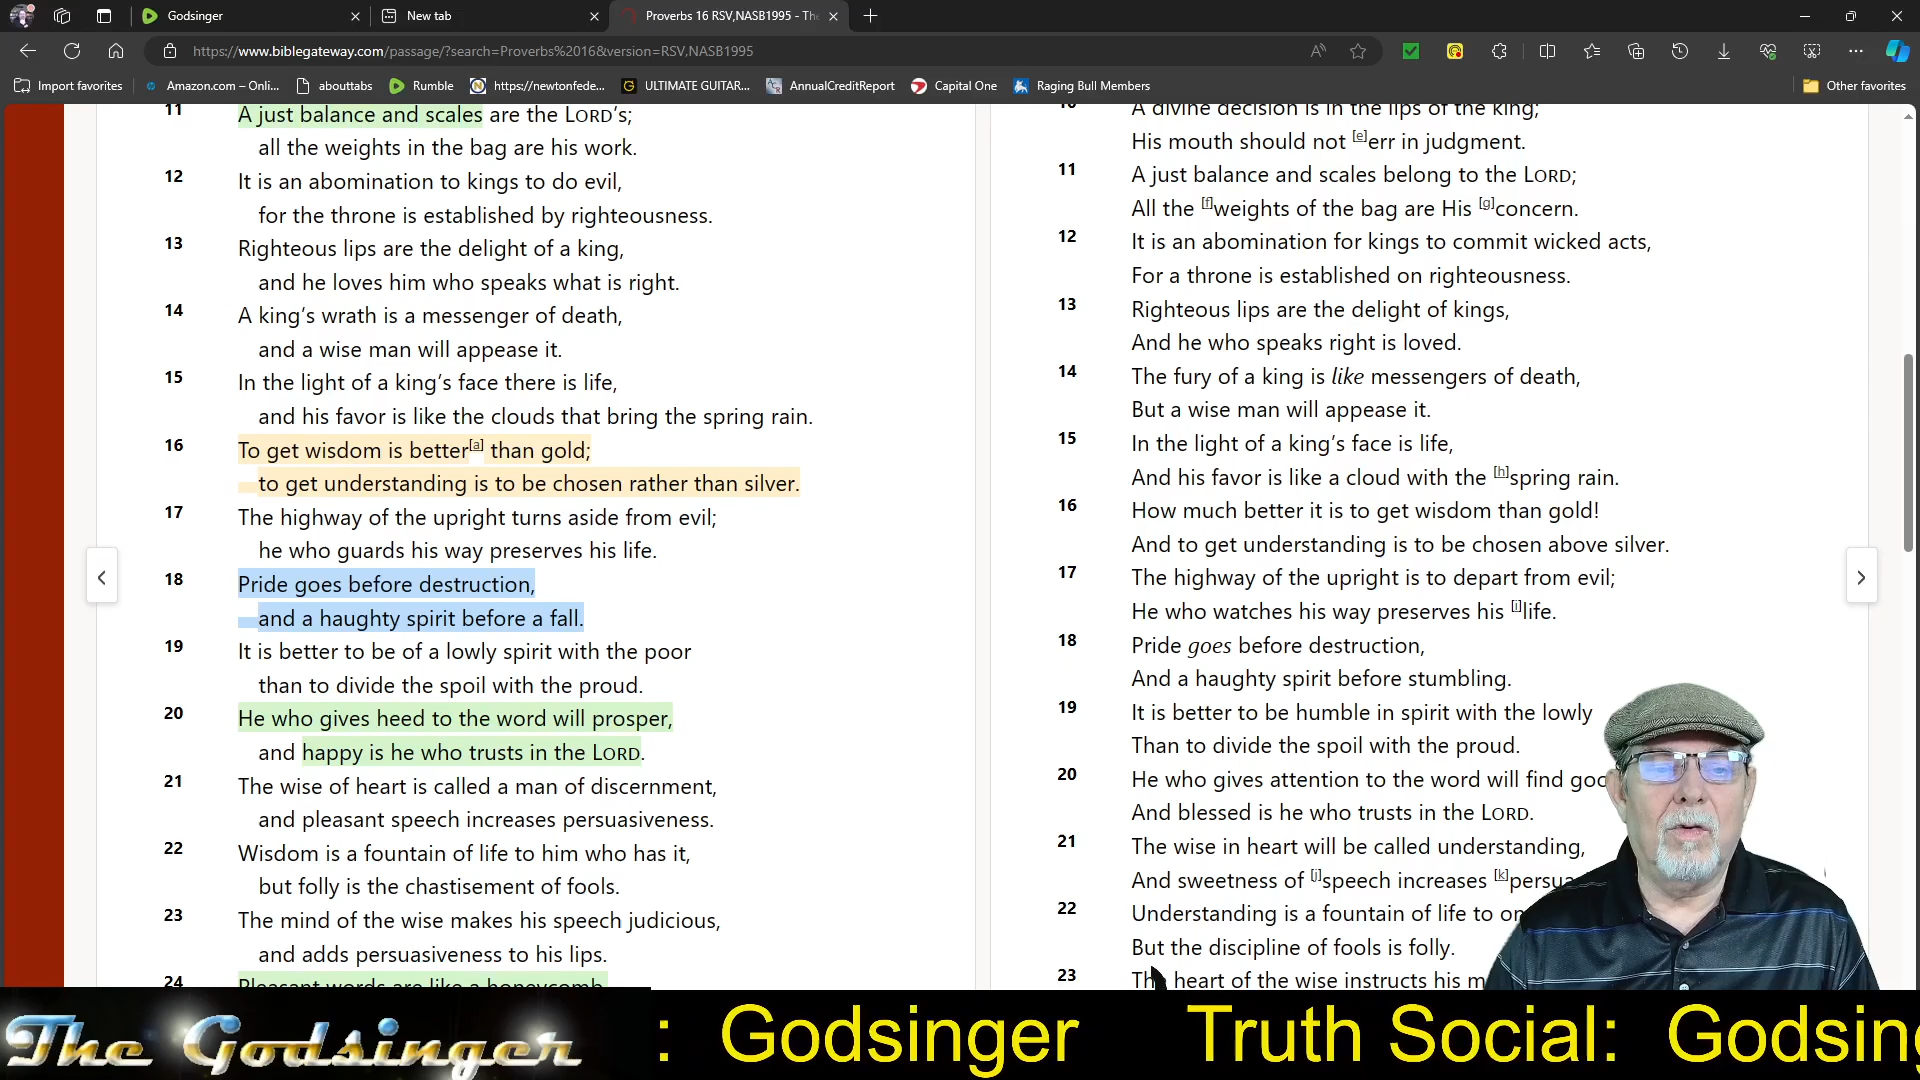 Godsinger
New tab
Proverbs 16 RSV,NASB1995 - The
https://www.biblegateway.com/passage/?search=Proverbs%2016&version=RSV,NASB1995
Import favorites
Amazon.com – Onli...
abouttabs
Rumble
https://newtonfede...
ULTIMATE GUITAR...
AnnualCreditReport
Capital One
Raging Bull Members
Other favorites
11 A just balance and scales are the LORD’s;
all the weights in the bag are his work.
12 It is an abomination to kings to do evil,
for the throne is established by righteousness.
13 Righteous lips are the delight of a king,
and he loves him who speaks what is right.
14 A king’s wrath is a messenger of death,
and a wise man will appease it.
15 In the light of a king’s face there is life,
and his favor is like the clouds that bring the spring rain.
16 To get wisdom is better[a] than gold;
to get understanding is to be chosen rather than silver.
17 The highway of the upright turns aside from evil;
he who guards his way preserves his life.
18 Pride goes before destruction,
and a haughty spirit before a fall.
19 It is better to be of a lowly spirit with the poor
than to divide the spoil with the proud.
20 He who gives heed to the word will prosper,
and happy is he who trusts in the LORD.
21 The wise of heart is called a man of discernment,
and pleasant speech increases persuasiveness.
22 Wisdom is a fountain of life to him who has it,
but folly is the chastisement of fools.
23 The mind of the wise makes his speech judicious,
and adds persuasiveness to his lips.
24 Pleasant words are like a honeycomb,
10 A divine decision is in the lips of the king;
His mouth should not [e]err in judgment.
11 A just balance and scales belong to the LORD;
All the [f]weights of the bag are His [g]concern.
12 It is an abomination for kings to commit wicked acts,
For a throne is established on righteousness.
13 Righteous lips are the delight of kings,
And he who speaks right is loved.
14 The fury of a king is like messengers of death,
But a wise man will appease it.
15 In the light of a king’s face is life,
And his favor is like a cloud with the [h]spring rain.
16 How much better it is to get wisdom than gold!
And to get understanding is to be chosen above silver.
17 The highway of the upright is to depart from evil;
He who watches his way preserves his [i]life.
18 Pride goes before destruction,
And a haughty spirit before stumbling.
19 It is better to be humble in spirit with the lowly
Than to divide the spoil with the proud.
20 He who gives attention to the word will find goo
And blessed is he who trusts in the LORD.
21 The wise in heart will be called understanding,
And sweetness of [j]speech increases [k]persua
22 Understanding is a fountain of life to on
But the discipline of fools is folly.
23 The heart of the wise instructs his m
The Godsinger
: Godsinger Truth Social: Godsing